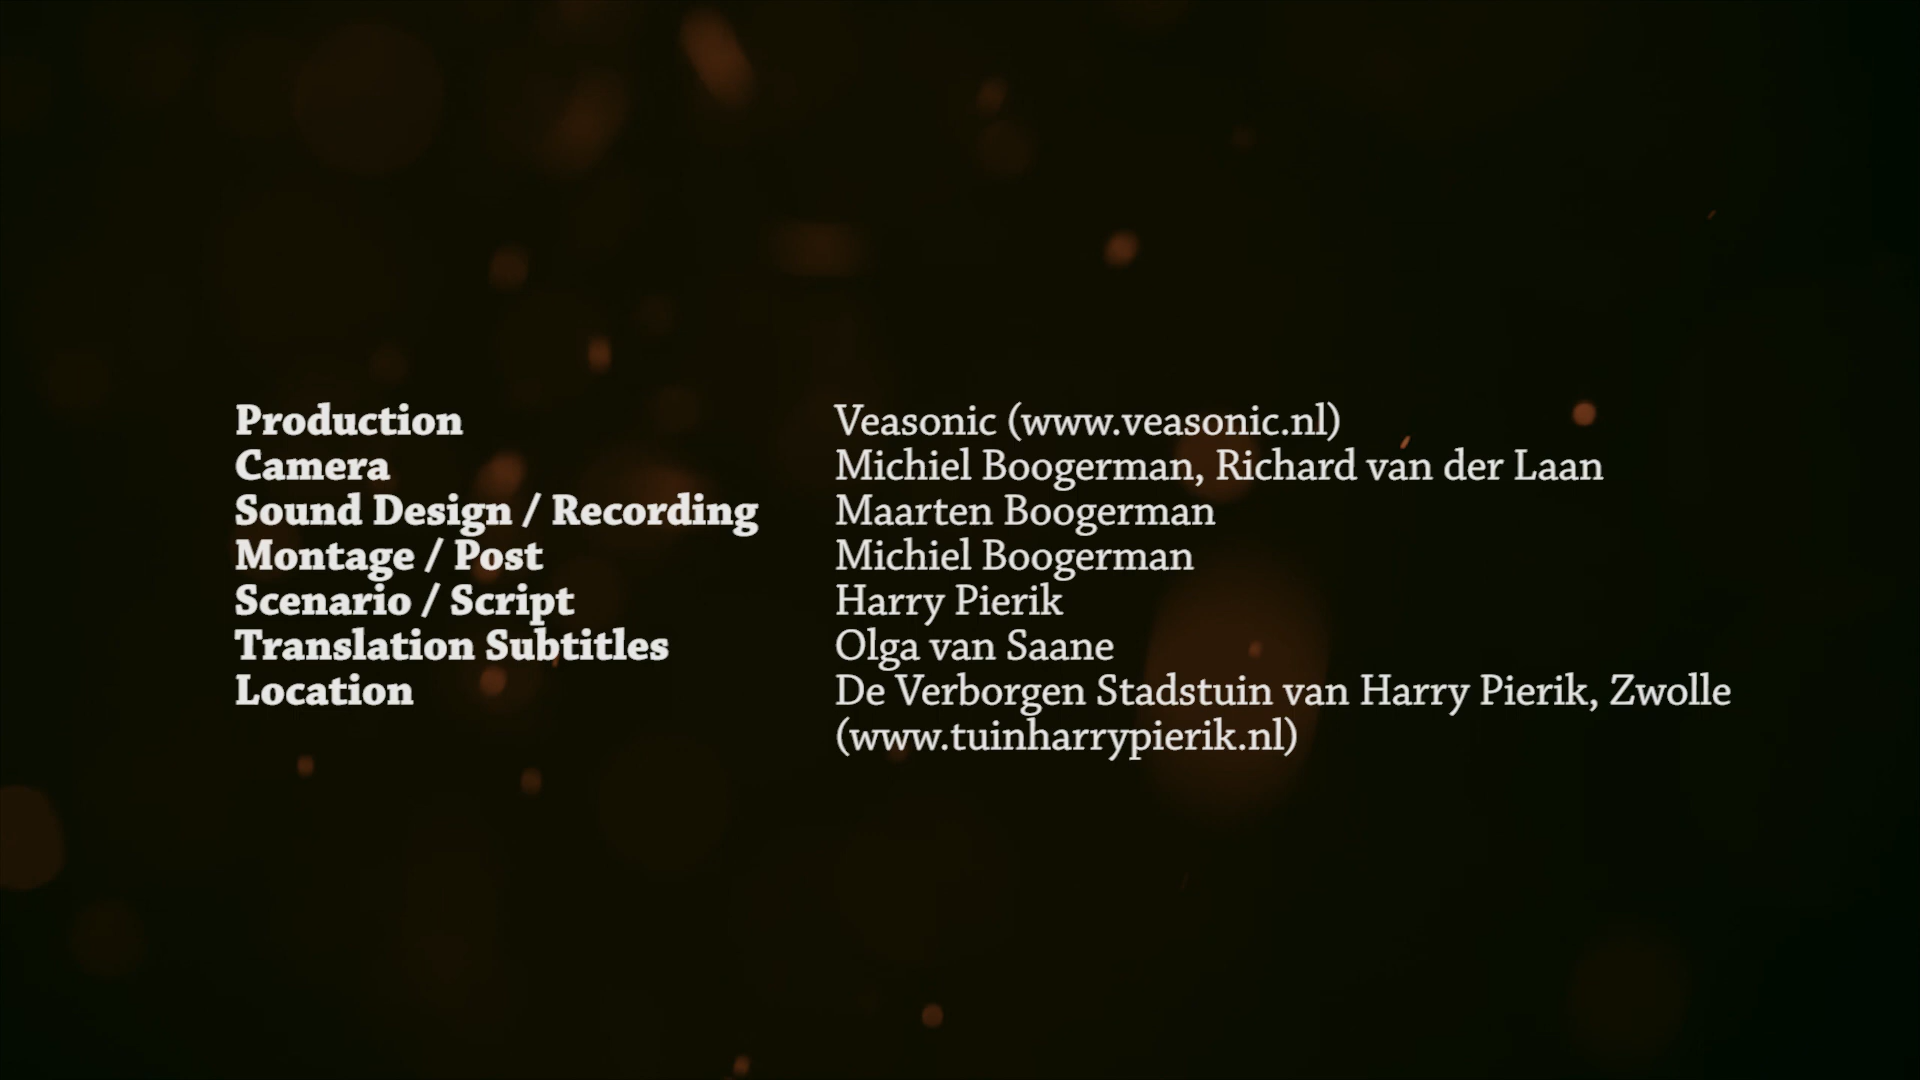 Production Veasonic (www.veasonic.nl)
Camera Michiel Boogerman, Richard van der Laan
Sound Design / Recording Maarten Boogerman
Montage / Post Michiel Boogerman
Scenario / Script Harry Pierik
Translation Subtitles Olga van Saane
Location De Verborgen Stadstuin van Harry Pierik, Zwolle
(www.tuinharrypierik.nl)